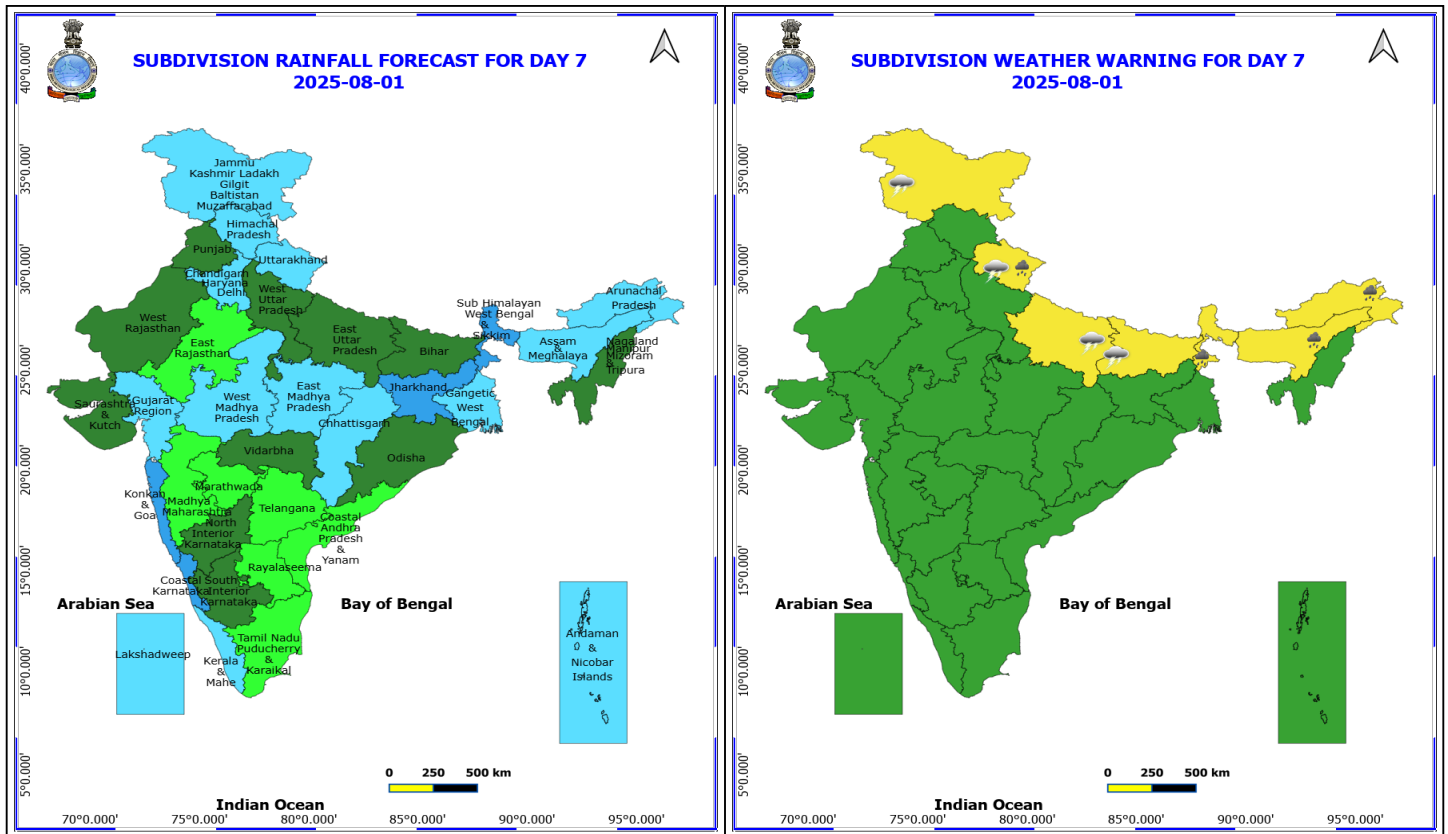 SUBDIVISION RAINFALL FORECAST FOR DAY 7
2025-08-01
40°0.000'
35°0.000'
30°0.000'
25°0.000'
20°0.000'
15°0.000'
10°0.000'
5°0.000'
Jammu
Kashmir Ladakh
Gilgit
Baltistan
Muzaffarabad
Himachal
Pradesh
Punjab
Uttarakhand
Chandigarh
Haryana
Delhi
West
Uttar
Pradesh
West
Rajasthan
East
Rajasthan
East
Uttar
Pradesh
Bihar
Sub Himalayan
West Bengal
&
Sikkim
Arunachal
Pradesh
Assam
&
Meghalaya
Nagaland
Manipur
Mizoram
&
Tripura
Saurashtra
&
Kutch
Gujarat
Region
West
Madhya
Pradesh
East
Madhya
Pradesh
Jharkhand
Gangetic
West
Bengal
Chhattisgarh
Vidarbha
Odisha
Konkan
&
Goa
Madhya
Maharashtra
Marathwada
Telangana
North
Interior
Karnataka
Coastal
Andhra
Pradesh
&
Yanam
Rayalaseema
Coastal
Karnataka
South
Interior
Karnataka
Arabian Sea
Bay of Bengal
Lakshadweep
Kerala
&
Mahe
Tamil Nadu
Puducherry
&
Karaikal
Andaman
&
Nicobar
Islands
0 250 500 km
Indian Ocean
70°0.000' 75°0.000' 80°0.000' 85°0.000' 90°0.000' 95°0.000'
SUBDIVISION WEATHER WARNING FOR DAY 7
2025-08-01
40°0.000'
35°0.000'
30°0.000'
25°0.000'
20°0.000'
15°0.000'
10°0.000'
5°0.000'
Arabian Sea
Bay of Bengal
0 250 500 km
Indian Ocean
70°0.000' 75°0.000' 80°0.000' 85°0.000' 90°0.000' 95°0.000'